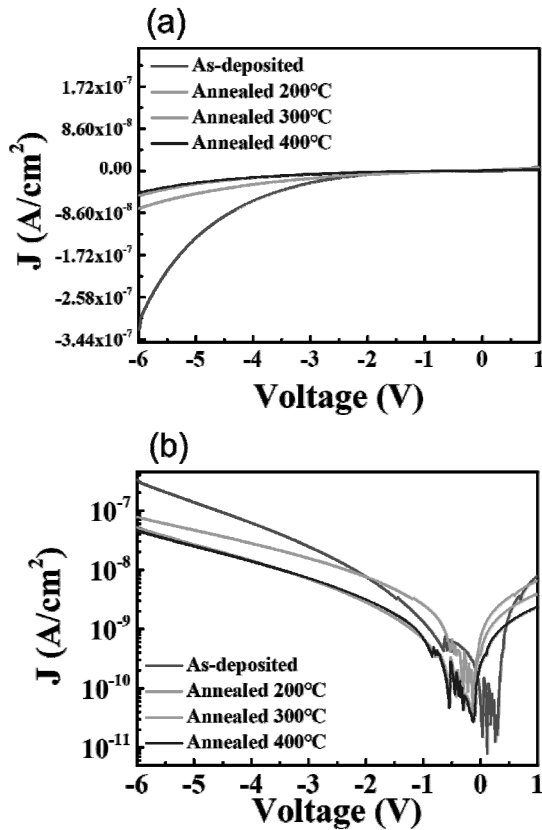 (a)
As-deposited
Annealed 200°C
Annealed 300°C
Annealed 400°C
1.72x10⁻⁷
8.60x10⁻⁸
0.00
-8.60x10⁻⁸
-1.72x10⁻⁷
-2.58x10⁻⁷
-3.44x10⁻⁷
J (A/cm²)
-6 -5 -4 -3 -2 -1 0 1
Voltage (V)
(b)
10⁻⁷
10⁻⁸
10⁻⁹
10⁻¹⁰
10⁻¹¹
J (A/cm²)
As-deposited
Annealed 200°C
Annealed 300°C
Annealed 400°C
-6 -5 -4 -3 -2 -1 0 1
Voltage (V)